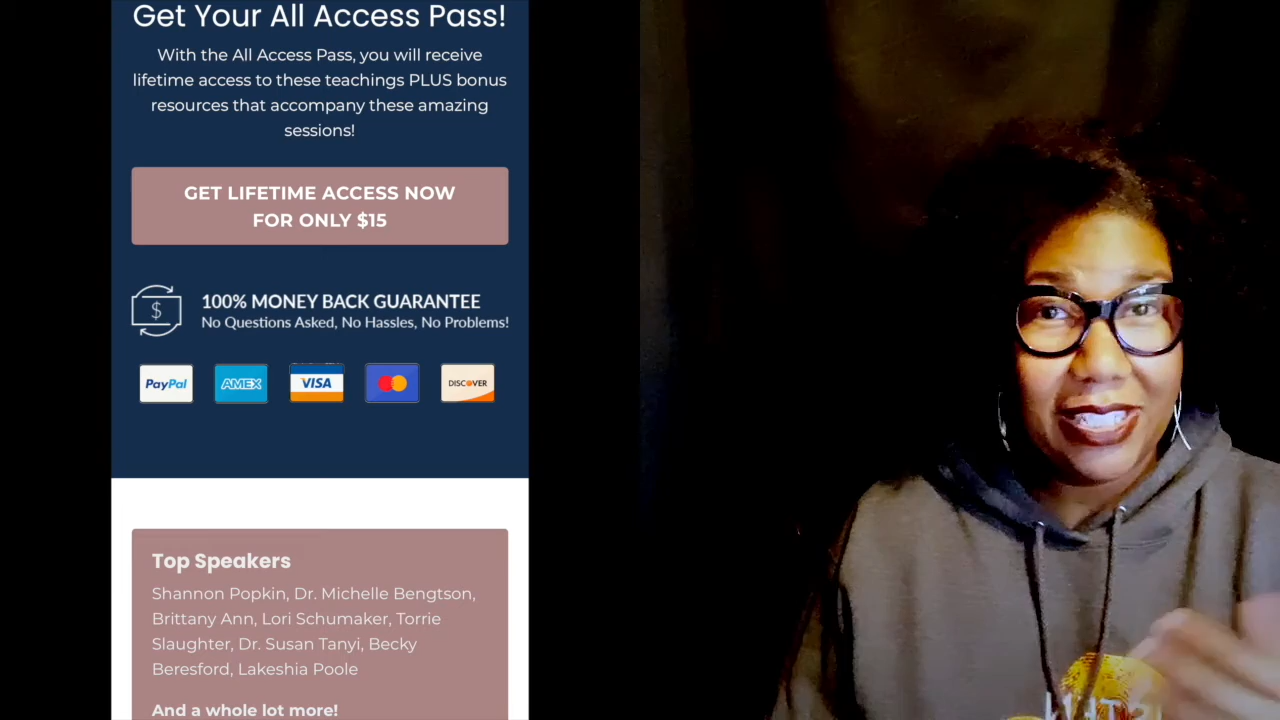 Get Your All Access Pass!
With the All Access Pass, you will receive
lifetime access to these teachings PLUS bonus
resources that accompany these amazing
sessions!
GET LIFETIME ACCESS NOW
FOR ONLY $15
$
100% MONEY BACK GUARANTEE
No Questions Asked, No Hassles, No Problems!
PayPal AMEX VISA DISCOVER
Top Speakers
Shannon Popkin, Dr. Michelle Bengtson,
Brittany Ann, Lori Schumaker, Torrie
Slaughter, Dr. Susan Tanyi, Becky
Beresford, Lakeshia Poole
And a whole lot more!